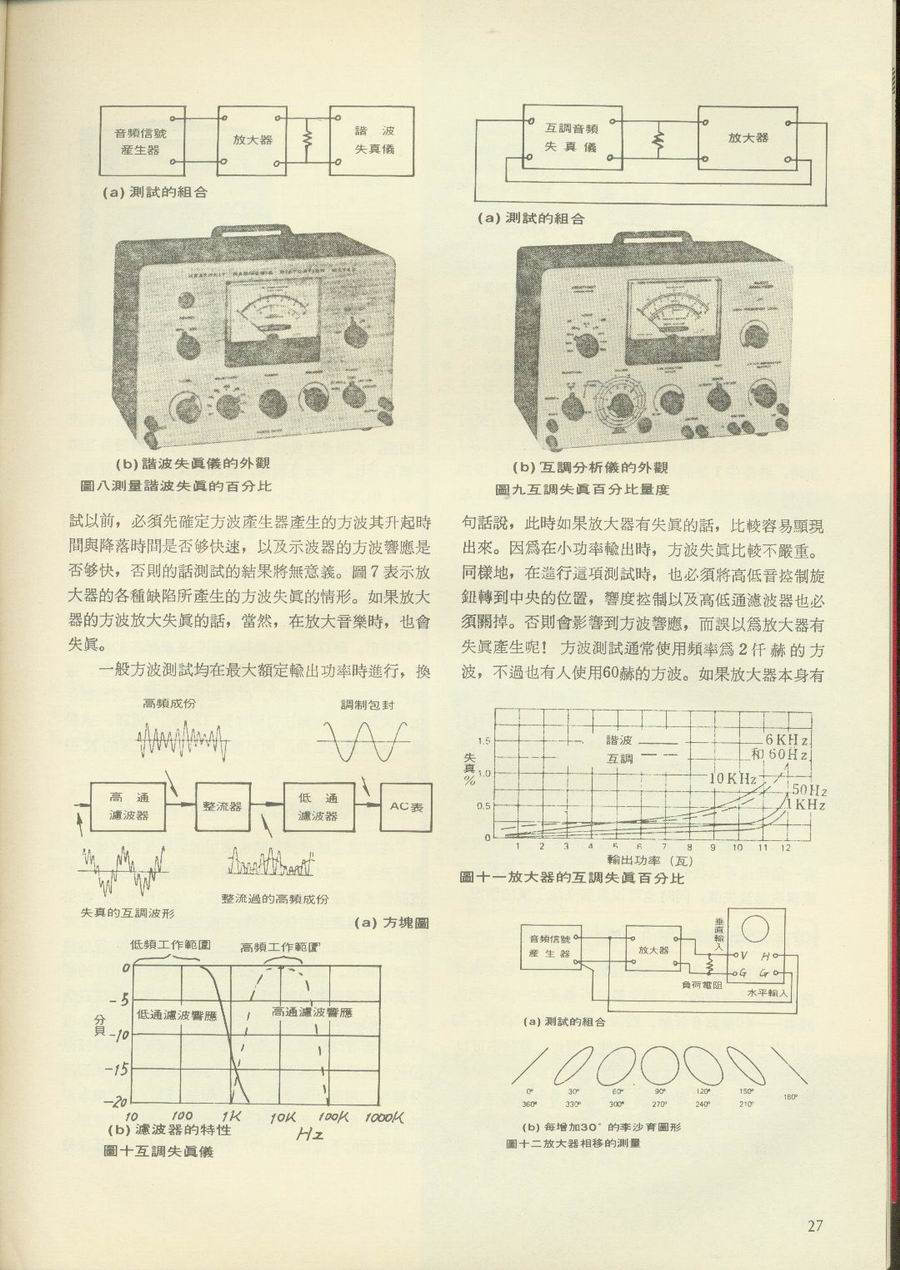 音頻信號
產生器
放大器
諧 波
失真儀
(a) 測試的組合
HEATHKIT HARMONIC DISTORTION METER
(b) 諧波失眞儀的外觀
圖八測量諧波失眞的百分比
互調音頻
失 真 儀
放大器
(a) 測試的組合
(b) 互調分析儀的外觀
圖九互調失眞百分比量度
試以前，必須先確定方波產生器產生的方波其升起時
間與降落時間是否够快速，以及示波器的方波響應是
否够快，否則的話測試的結果將無意義。圖７表示放
大器的各種缺陷所產生的方波失眞的情形。如果放大
器的方波放大失眞的話，當然，在放大音樂時，也會
失眞。
一般方波測試均在最大額定輸出功率時進行，換
句話說，此時如果放大器有失眞的話，比較容易顯現
出來。因爲在小功率輸出時，方波失眞比較不嚴重。
同樣地，在進行這項測試時，也必須將高低音控制旋
鈕轉到中央的位置，響度控制以及高低通濾波器也必
須關掉。否則會影響到方波響應，而誤以爲放大器有
失眞產生呢！ 方波測試通常使用頻率爲 2 仟 赫 的 方
波，不過也有人使用60赫的方波。如果放大器本身有
高頻成份
調制包封
高 通
濾波器
整流器
低 通
濾波器
AC表
失真的互調波形
整流過的高頻成份
(a) 方塊圖
低頻工作範圍
高頻工作範圍
低通濾波響應
高通濾波響應
分貝
0
-5
-10
-15
-20
10 100 1K 10K 100K 1000K
Hz
(b) 濾波器的特性
圖十互調失眞儀
失真%
1.5
1.0
0.5
0
諧波
互調
6KHz
和60Hz
10KHz
50Hz
1KHz
1 2 3 4 5 6 7 8 9 10 11 12
輸出功率 (瓦)
圖十一放大器的互調失眞百分比
音頻信號
產 生 器
放大器
垂直輸入
V H
G G
負荷電阻
水平輸入
(a) 測試的組合
0° 30° 60° 90° 120° 150° 180°
360° 330° 300° 270° 240° 210°
(b) 每增加30° 的李沙育圖形
圖十二放大器相移的測量
27